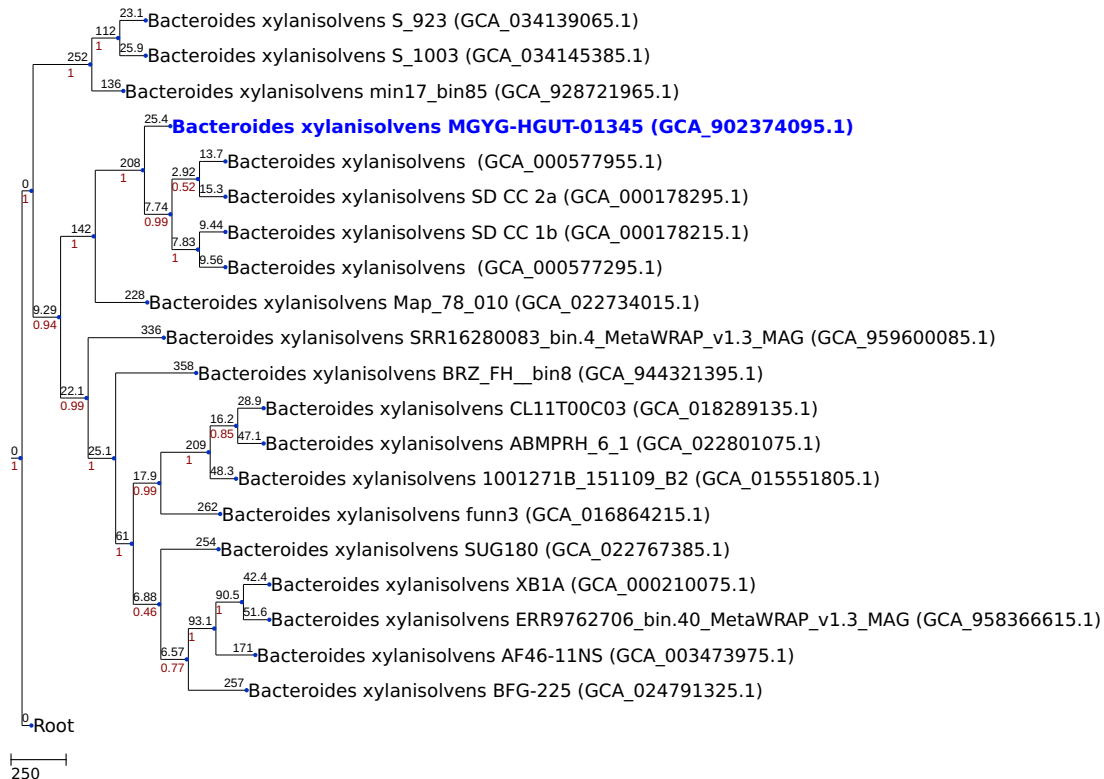 23.1 Bacteroides xylanisolvens S_923 (GCA_034139065.1)
112
1
25.9 Bacteroides xylanisolvens S_1003 (GCA_034145385.1)
252
1
136 Bacteroides xylanisolvens min17_bin85 (GCA_928721965.1)
25.4 Bacteroides xylanisolvens MGYG-HGUT-01345 (GCA_902374095.1)
13.7 Bacteroides xylanisolvens (GCA_000577955.1)
208
1
2.92
0.52
0
1
15.3 Bacteroides xylanisolvens SD CC 2a (GCA_000178295.1)
7.74
0.99
9.44 Bacteroides xylanisolvens SD CC 1b (GCA_000178215.1)
142
1
7.83
1
9.56 Bacteroides xylanisolvens (GCA_000577295.1)
228 Bacteroides xylanisolvens Map_78_010 (GCA_022734015.1)
9.29
0.94
336 Bacteroides xylanisolvens SRR16280083_bin.4_MetaWRAP_v1.3_MAG (GCA_959600085.1)
358 Bacteroides xylanisolvens BRZ_FH__bin8 (GCA_944321395.1)
22.1
0.99
28.9 Bacteroides xylanisolvens CL11T00C03 (GCA_018289135.1)
16.2
0.85
47.1 Bacteroides xylanisolvens ABMPRH_6_1 (GCA_022801075.1)
0
1
25.1
1
209
1
48.3 Bacteroides xylanisolvens 1001271B_151109_B2 (GCA_015551805.1)
17.9
0.99
262 Bacteroides xylanisolvens funn3 (GCA_016864215.1)
61
1
254 Bacteroides xylanisolvens SUG180 (GCA_022767385.1)
42.4 Bacteroides xylanisolvens XB1A (GCA_000210075.1)
6.88
0.46
90.5
1
51.6 Bacteroides xylanisolvens ERR9762706_bin.40_MetaWRAP_v1.3_MAG (GCA_958366615.1)
93.1
1
171 Bacteroides xylanisolvens AF46-11NS (GCA_003473975.1)
6.57
0.77
257 Bacteroides xylanisolvens BFG-225 (GCA_024791325.1)
0 Root
250